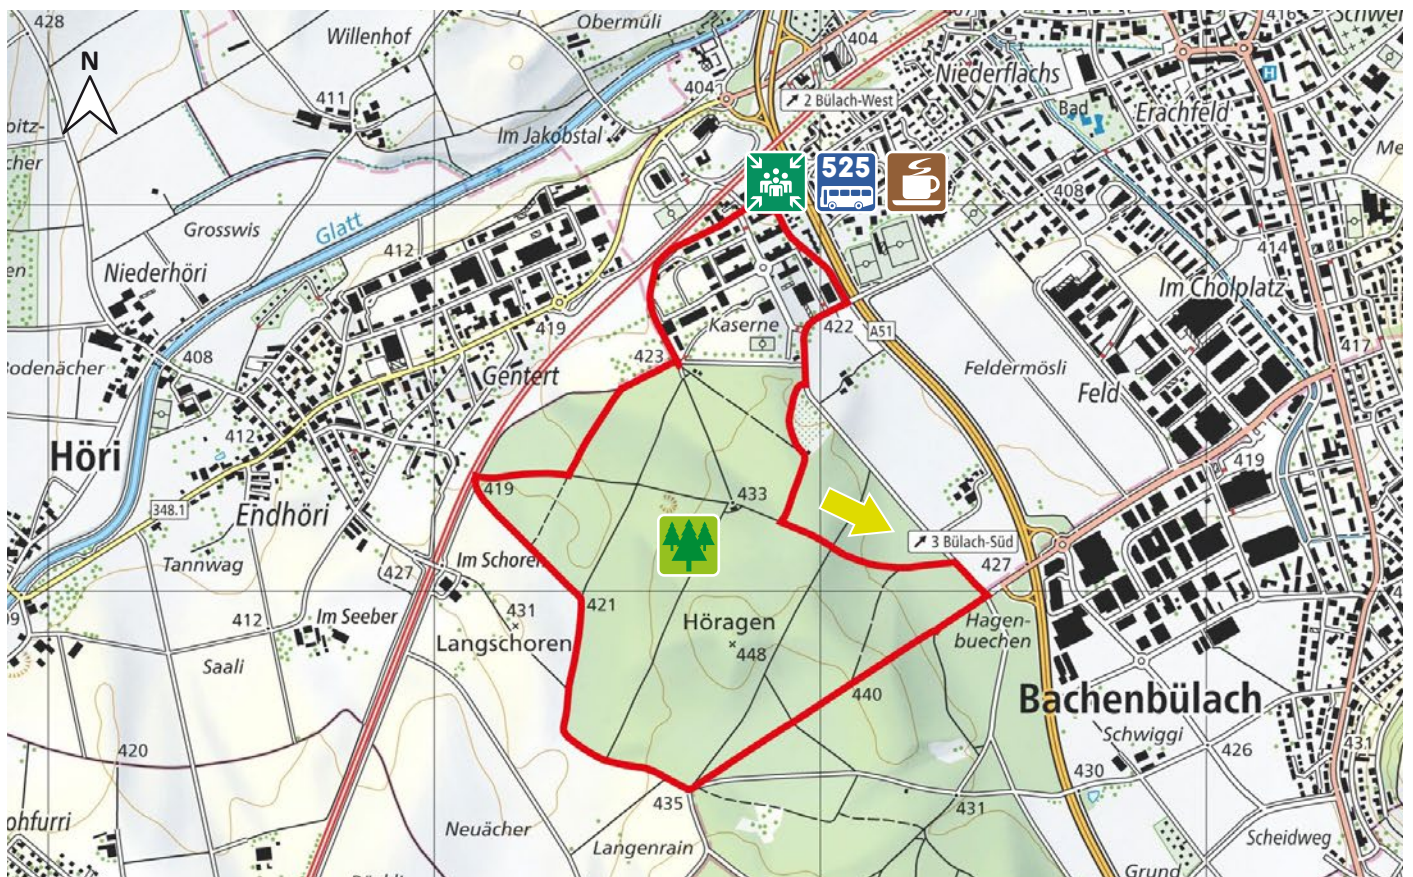 428
Willenhof
Obermüli
404
416
N
411
404
2 Bülach-West
Niederflachs
Bad
H
Erachfeld
Im Jakobstal
525
408
Glatt
412
Grosswis
414
Niederhöri
Im Cholplatz
419
Kaserne
422
A51
408
423
417
Gentert
Feldermösli
Feld
412
Höri
419
433
419
348.1
Endhöri
3 Bülach-Süd
Im Schoren
427
Tannwag
427
421
431
Im Seeber
412
Höragen
Hagen-
buechen
Langschoren
448
Saali
440
Bachenbülach
Schwiggi
420
426
431
430
435
431
Neuächer
Langenrain
Scheidweg
Grund